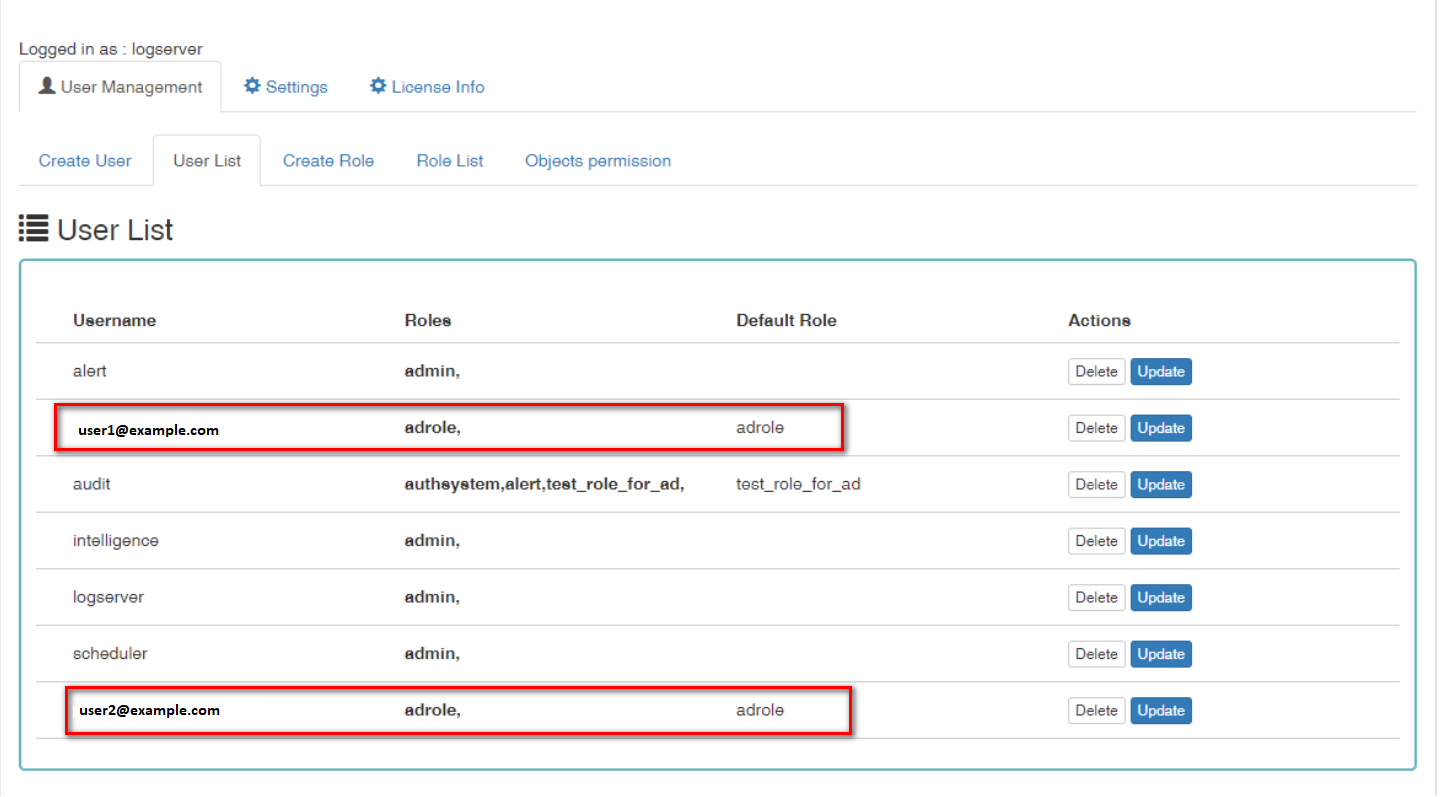 Logged in as : logserver
User Management Settings License Info
Create User User List Create Role Role List Objects permission
User List
Username Roles Default Role Actions
alert admin, Delete Update
user1@example.com adrole, adrole Delete Update
audit authsystem,alert,test_role_for_ad, test_role_for_ad Delete Update
intelligence admin, Delete Update
logserver admin, Delete Update
scheduler admin, Delete Update
user2@example.com adrole, adrole Delete Update